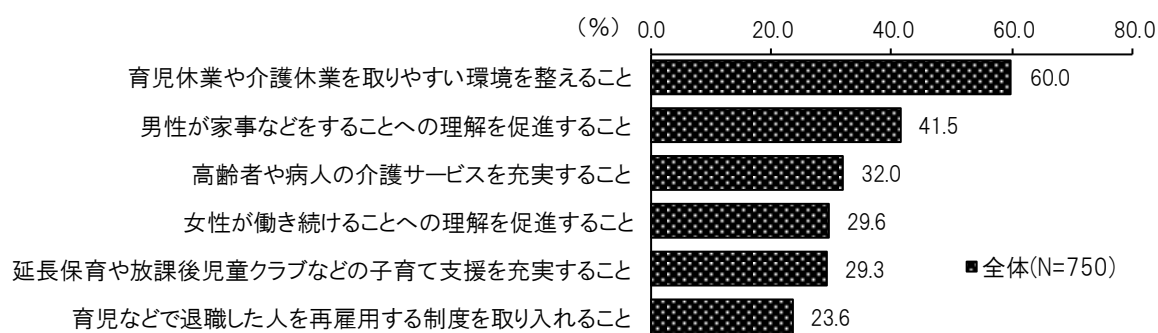 (%) 0.0 20.0 40.0 60.0 80.0
育児休業や介護休業を取りやすい環境を整えること 60.0
男性が家事などをすることへの理解を促進すること 41.5
高齢者や病人の介護サービスを充実すること 32.0
女性が働き続けることへの理解を促進すること 29.6
延長保育や放課後児童クラブなどの子育て支援を充実すること 29.3 全体(N=750)
育児などで退職した人を再雇用する制度を取り入れること 23.6